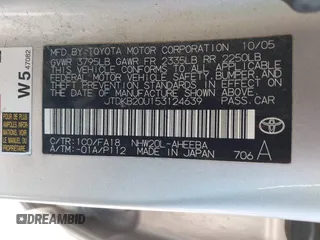 MFD BY: TOYOTA MOTOR CORPORATION 10/05
GVWR 3795LB GAWR FR 2335LB RR 2250LB
THIS VEHICLE CONFORMS TO ALL APPLICABLE
FEDERAL MOTOR VEHICLE SAFETY, BUMPER, AND
THEFT PREVENTION STANDARDS IN EFFECT ON
THE DATE OF MANUFACTURE SHOWN ABOVE.
JTDKB20U153124639 PASS.CAR
C/TR: 1C0/FA18 NHW20L-AHEEBA
A/TM: -01A/P112 MADE IN JAPAN
TOYOTA
706 A
W5
47082
DREAMBID